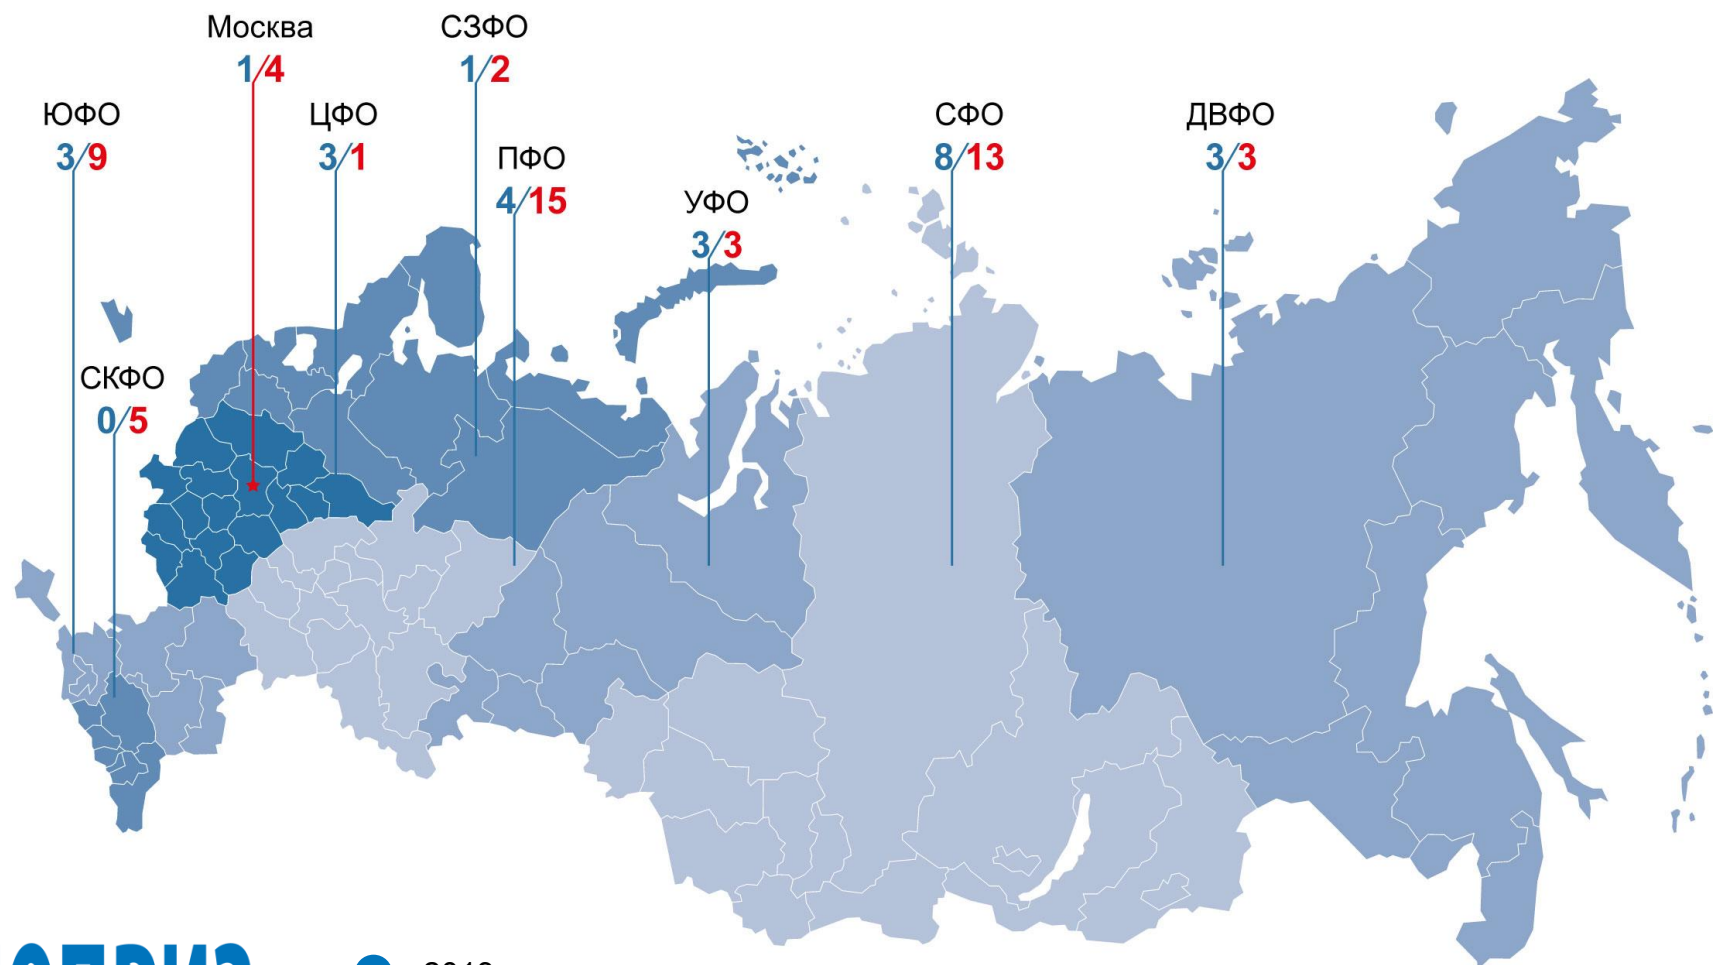 Москва
1/4
СЗФО
1/2
ЮФО
3/9
ЦФО
3/1
ПФО
4/15
УФО
3/3
СФО
8/13
ДВФО
3/3
СКФО
0/5